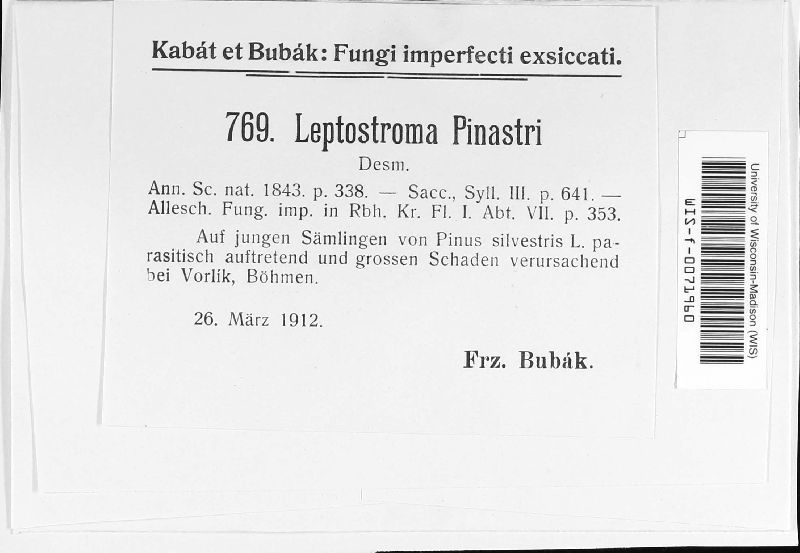 Kabát et Bubák: Fungi imperfecti exsiccati.
769. Leptostroma Pinastri
Desm.
Ann. Sc. nat. 1843. p. 338. — Sacc., Syll. III. p. 641. —
Allesch. Fung. imp. in Rbh. Kr. Fl. I. Abt. VII. p. 353.
Auf jungen Sämlingen von Pinus silvestris L. pa-
rasitisch auftretend und grossen Schaden verursachend
bei Vorlík, Böhmen.
26. März 1912.
Frz. Bubák.
University of Wisconsin-Madison (WIS)